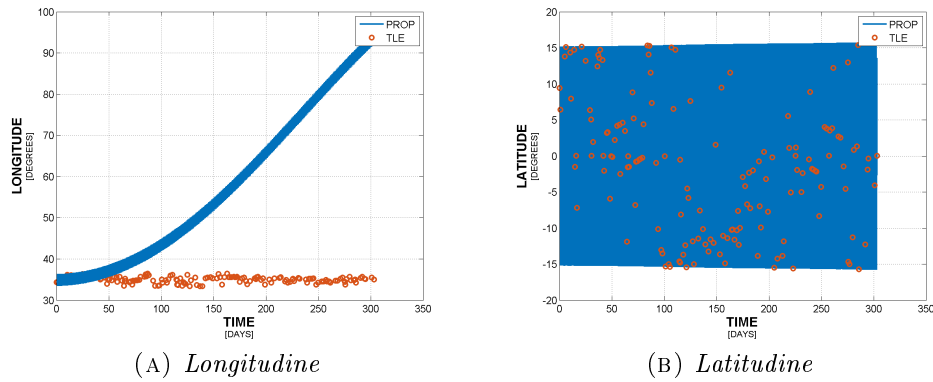 100
90
80
70
60
50
40
30
0
50
100
150
200
250
300
350
LONGITUDE
[DEGREES]
TIME
[DAYS]
PROP
TLE
(A) Longitudine
20
15
10
5
0
-5
-10
-15
-20
0
50
100
150
200
250
300
350
LATITUDE
[DEGREES]
TIME
[DAYS]
PROP
TLE
(B) Latitudine